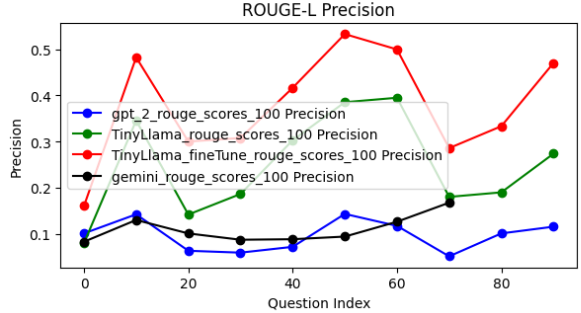 ROUGE-L Precision
0.5
0.4
0.3
0.2
0.1
Precision
gpt_2_rouge_scores_100 Precision
TinyLlama_rouge_scores_100 Precision
TinyLlama_fineTune_rouge_scores_100 Precision
gemini_rouge_scores_100 Precision
0 20 40 60 80
Question Index